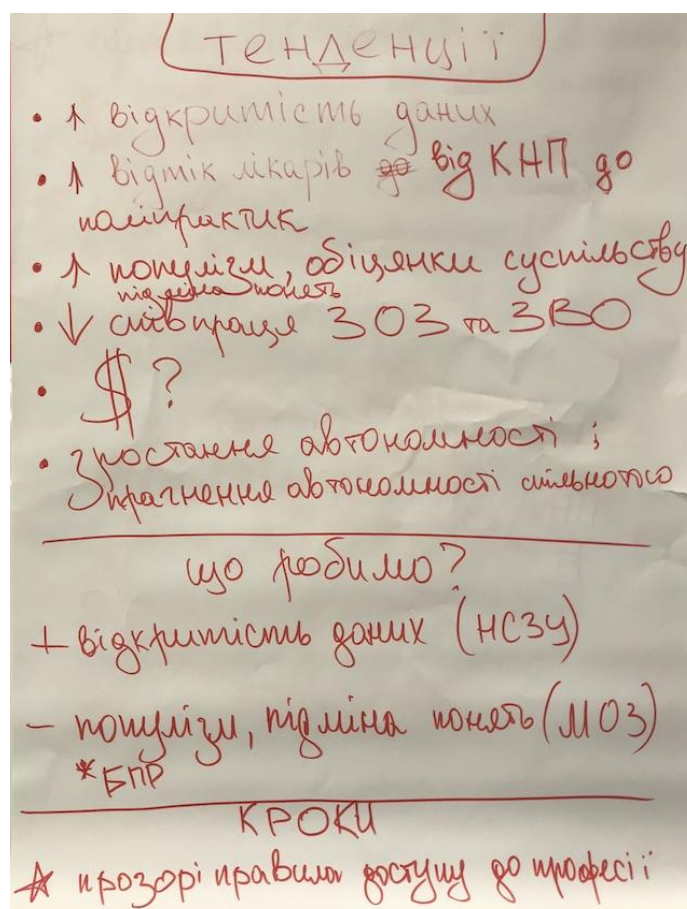 тенденції
• ↑ відкритість даних
• ↑ відтік лікарів ~~до~~ від КНП до
поліпрактик
• ↑ популізм, обіцянки суспільству
підміна понять
• ↓ співпраця ЗОЗ та ЗВО
• $ ?
• Зростання автономності ;
прагнення автономності спільнотою
що робимо?
+ відкритість даних (НСЗУ)
- популізм, підміна понять (МОЗ)
*БПР
КРОКИ
☆ прозорі правила доступу до професії